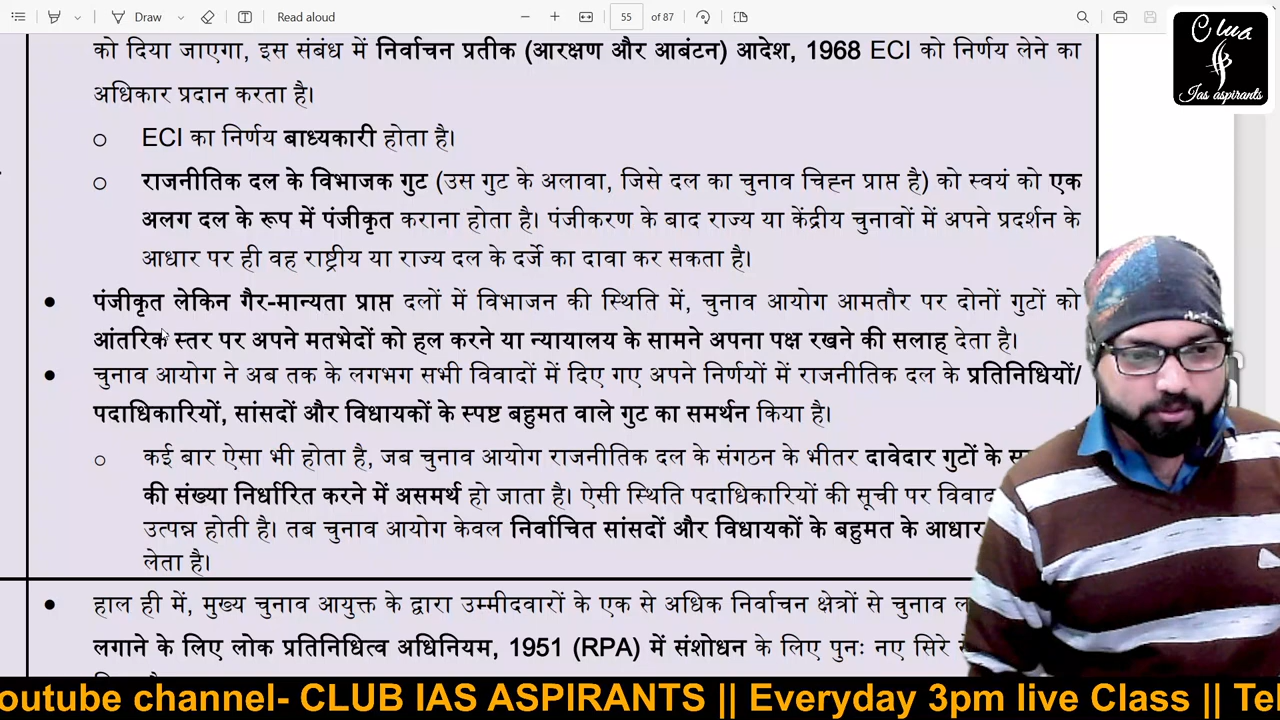 Draw
Read aloud
55
of 87
Clua
Ias aspirants
को दिया जाएगा, इस संबंध में निर्वाचन प्रतीक (आरक्षण और आबंटन) आदेश, 1968 ECI को निर्णय लेने का
अधिकार प्रदान करता है।
○ ECI का निर्णय बाध्यकारी होता है।
○ राजनीतिक दल के विभाजक गुट (उस गुट के अलावा, जिसे दल का चुनाव चिह्न प्राप्त है) को स्वयं को एक
अलग दल के रूप में पंजीकृत कराना होता है। पंजीकरण के बाद राज्य या केंद्रीय चुनावों में अपने प्रदर्शन के
आधार पर ही वह राष्ट्रीय या राज्य दल के दर्जे का दावा कर सकता है।
● पंजीकृत लेकिन गैर-मान्यता प्राप्त दलों में विभाजन की स्थिति में, चुनाव आयोग आमतौर पर दोनों गुटों को
आंतरिक स्तर पर अपने मतभेदों को हल करने या न्यायालय के सामने अपना पक्ष रखने की सलाह देता है।
● चुनाव आयोग ने अब तक के लगभग सभी विवादों में दिए गए अपने निर्णयों में राजनीतिक दल के प्रतिनिधियों/
पदाधिकारियों, सांसदों और विधायकों के स्पष्ट बहुमत वाले गुट का समर्थन किया है।
○ कई बार ऐसा भी होता है, जब चुनाव आयोग राजनीतिक दल के संगठन के भीतर दावेदार गुटों के
की संख्या निर्धारित करने में असमर्थ हो जाता है। ऐसी स्थिति पदाधिकारियों की सूची पर विवाद
उत्पन्न होती है। तब चुनाव आयोग केवल निर्वाचित सांसदों और विधायकों के बहुमत के आधार
लेता है।
● हाल ही में, मुख्य चुनाव आयुक्त के द्वारा उम्मीदवारों के एक से अधिक निर्वाचन क्षेत्रों से चुनाव
लगाने के लिए लोक प्रतिनिधित्व अधिनियम, 1951 (RPA) में संशोधन के लिए पुनः नए सिरे
outube channel- CLUB IAS ASPIRANTS || Everyday 3pm live Class || Tel